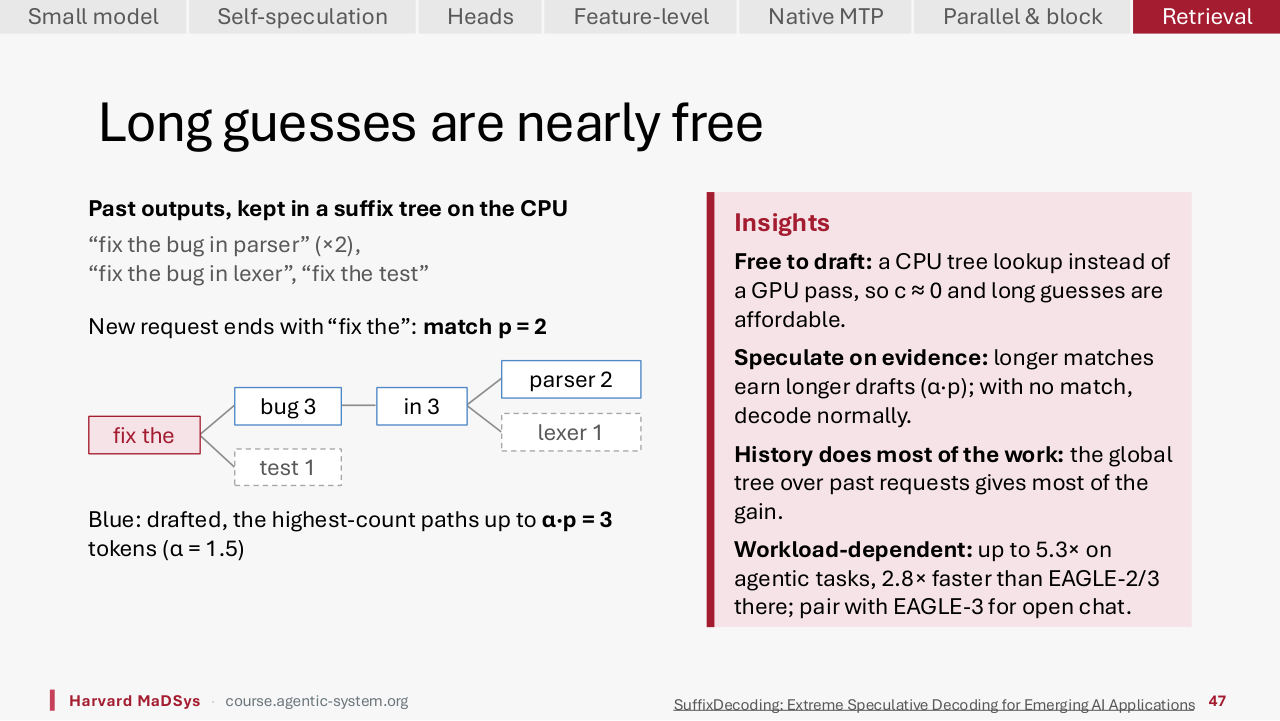 Small model
Self-speculation
Heads
Feature-level
Native MTP
Parallel & block
Retrieval
Long guesses are nearly free
Past outputs, kept in a suffix tree on the CPU
“fix the bug in parser” (×2),
“fix the bug in lexer”, “fix the test”
New request ends with “fix the”: match p = 2
fix the
bug 3
test 1
in 3
parser 2
lexer 1
Blue: drafted, the highest-count paths up to α·p = 3
tokens (α = 1.5)
Insights
Free to draft: a CPU tree lookup instead of
a GPU pass, so c ≈ 0 and long guesses are
affordable.
Speculate on evidence: longer matches
earn longer drafts (α·p); with no match,
decode normally.
History does most of the work: the global
tree over past requests gives most of the
gain.
Workload-dependent: up to 5.3× on
agentic tasks, 2.8× faster than EAGLE-2/3
there; pair with EAGLE-3 for open chat.
Harvard MaDSys · course.agentic-system.org
SuffixDecoding: Extreme Speculative Decoding for Emerging AI Applications
47